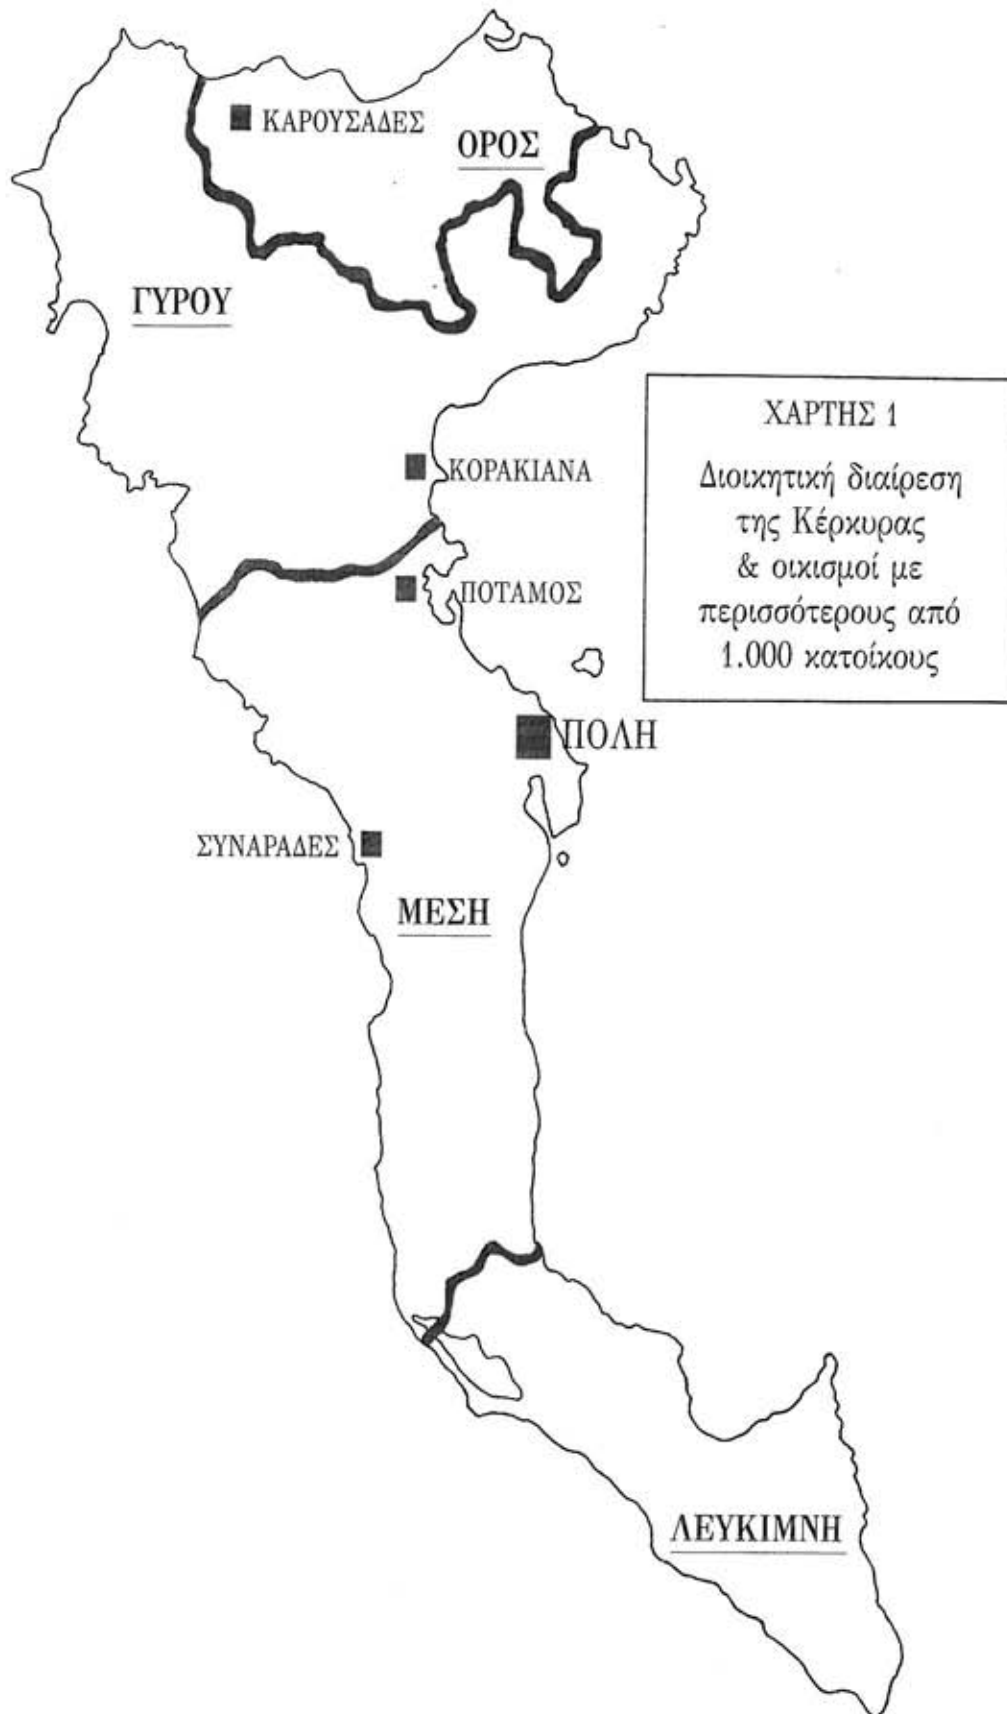 ΚΑΡΟΥΣΑΔΕΣ
ΟΡΟΣ
ΓΥΡΟΥ
ΧΑΡΤΗΣ 1
Διοικητική διαίρεση
της Κέρκυρας
& οικισμοί με
περισσότερους από
1.000 κατοίκους
ΚΟΡΑΚΙΑΝΑ
ΠΟΤΑΜΟΣ
ΠΟΛΗ
ΣΥΝΑΡΑΔΕΣ
ΜΕΣΗ
ΛΕΥΚΙΜΝΗ